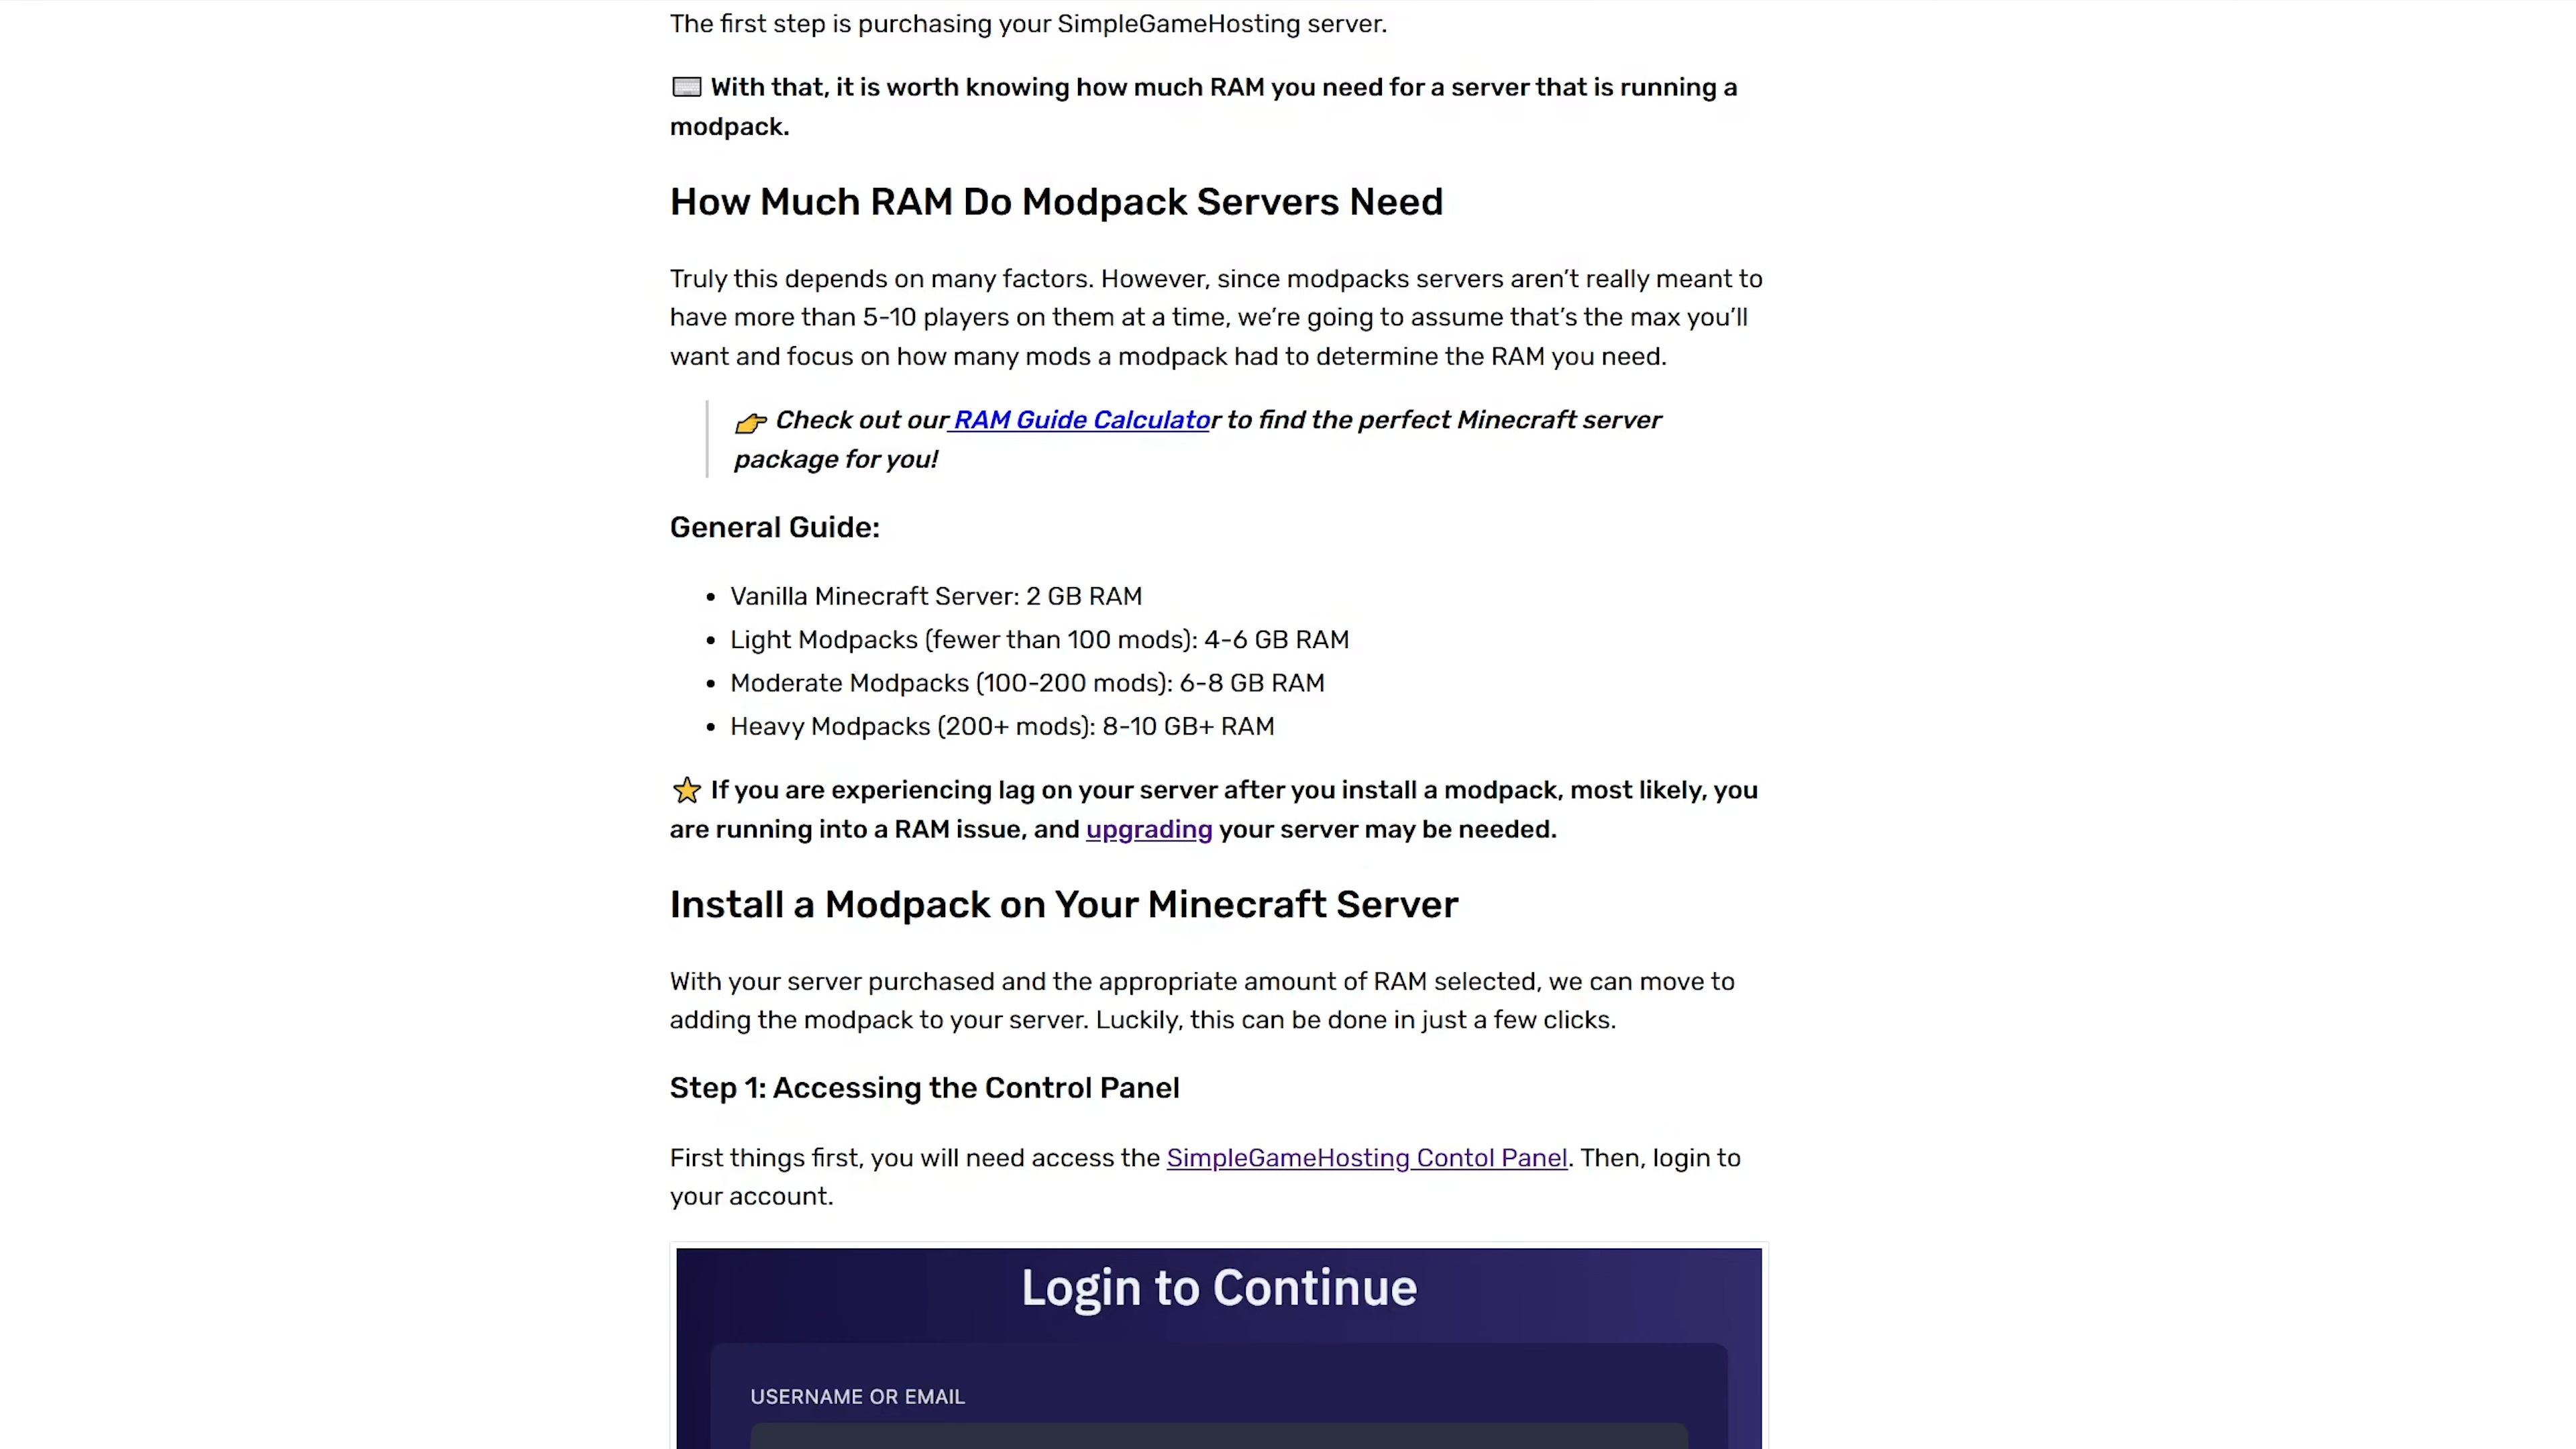 The first step is purchasing your SimpleGameHosting server.
With that, it is worth knowing how much RAM you need for a server that is running a
modpack.
How Much RAM Do Modpack Servers Need
Truly this depends on many factors. However, since modpacks servers aren't really meant to
have more than 5-10 players on them at a time, we're going to assume that's the max you'll
want and focus on how many mods a modpack had to determine the RAM you need.
👉 Check out our RAM Guide Calculator to find the perfect Minecraft server
package for you!
General Guide:
• Vanilla Minecraft Server: 2 GB RAM
• Light Modpacks (fewer than 100 mods): 4-6 GB RAM
• Moderate Modpacks (100-200 mods): 6-8 GB RAM
• Heavy Modpacks (200+ mods): 8-10 GB+ RAM
⭐ If you are experiencing lag on your server after you install a modpack, most likely, you
are running into a RAM issue, and upgrading your server may be needed.
Install a Modpack on Your Minecraft Server
With your server purchased and the appropriate amount of RAM selected, we can move to
adding the modpack to your server. Luckily, this can be done in just a few clicks.
Step 1: Accessing the Control Panel
First things first, you will need access the SimpleGameHosting Contol Panel. Then, login to
your account.
Login to Continue
USERNAME OR EMAIL